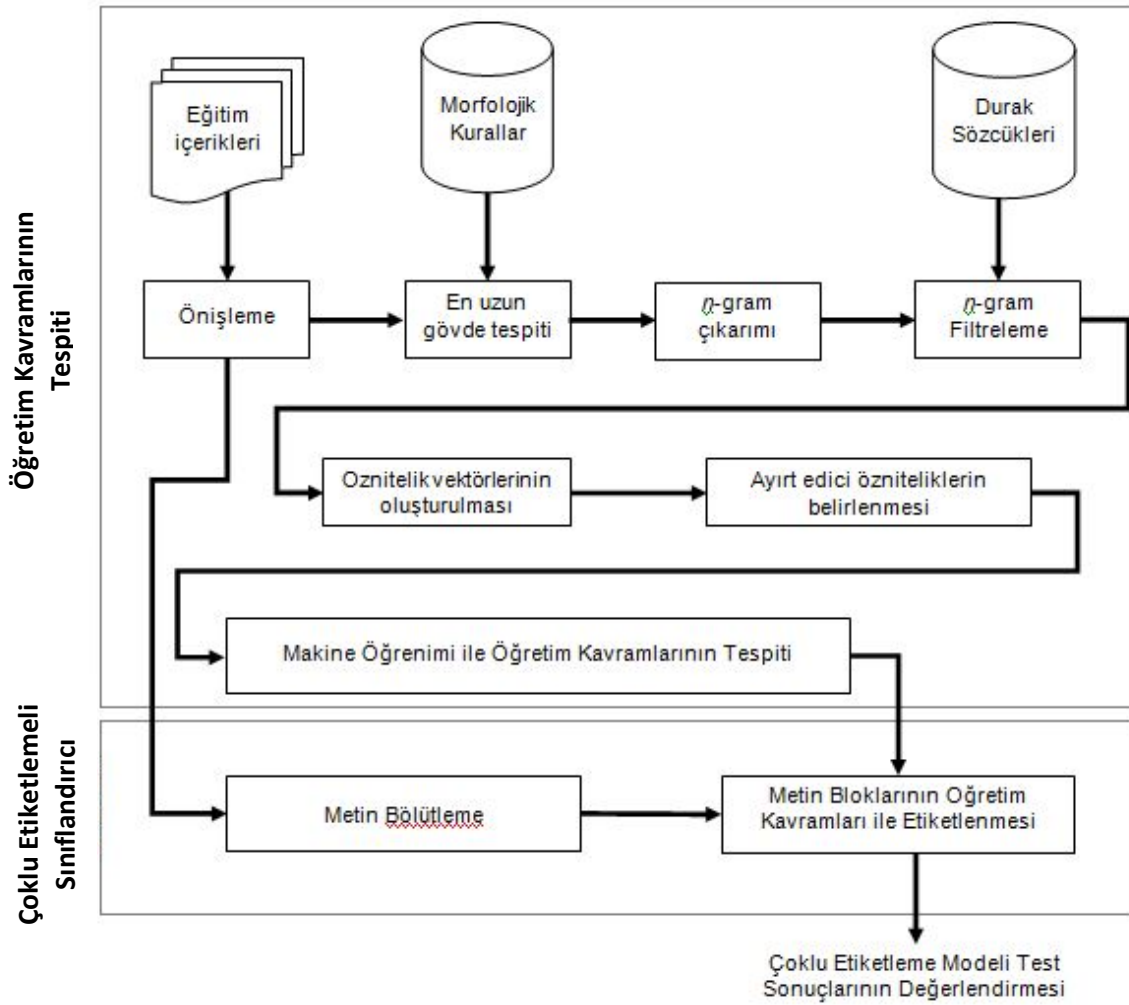 Eğitim
içerikleri
Morfolojik
Kurallar
Durak
Sözcükleri
Öğretim Kavramlarının
Tespiti
Önişleme
En uzun
gövde tespiti
n-gram
çıkarımı
n-gram
Filtreleme
Oznitelik vektörlerinin
oluşturulması
Ayırt edici özniteliklerin
belirlenmesi
Makine Öğrenimi ile Öğretim Kavramlarının Tespiti
Çoklu Etiketlemeli
Sınıflandırıcı
Metin Bölütleme
Metin Bloklarının Oğretim
Kavramları ile Etiketlenmesi
Çoklu Etiketleme Modeli Test
Sonuçlarının Değerlendirmesi